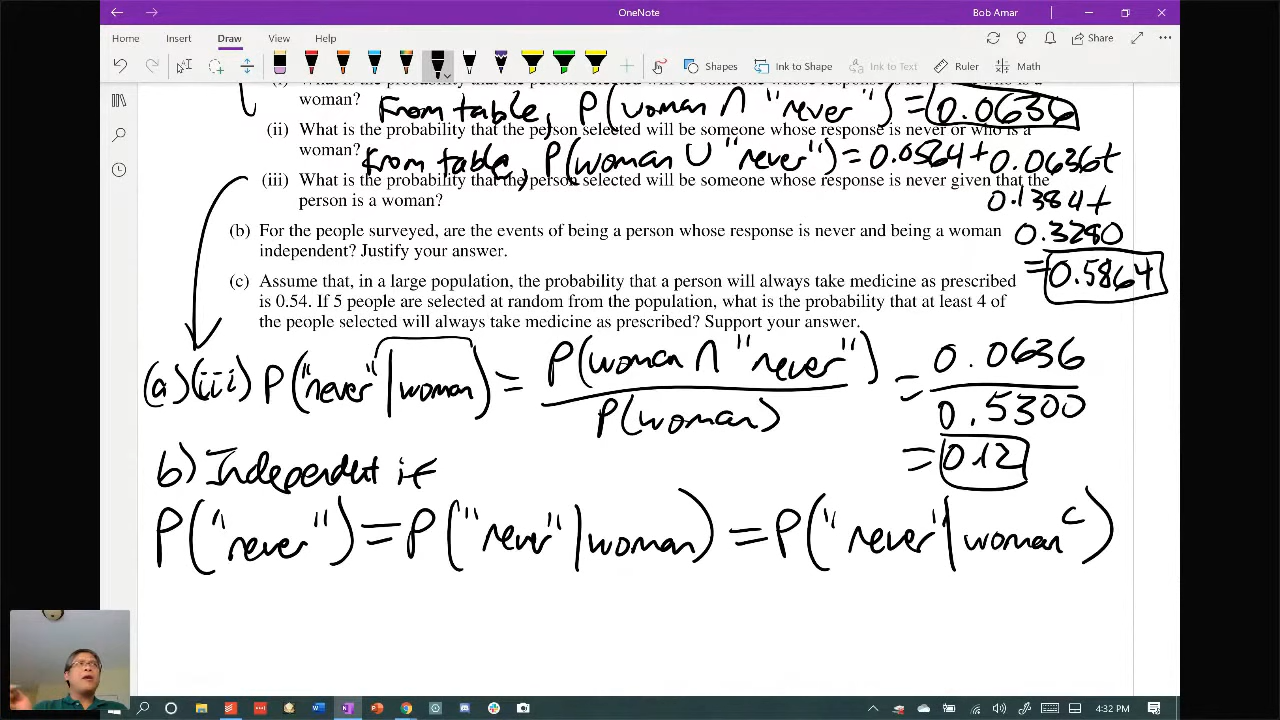 OneNote
Bob Amar
Home Insert Draw View Help
Share
Shapes Ink to Shape Ink to Text Ruler Math
woman? From table, P(woman ∩ "never") = 0.0636
(ii) What is the probability that the person selected will be someone whose response is never or who is a
woman? From table, P(woman ∪ "never") = 0.0564 + 0.0636 +
(iii) What is the probability that the person selected will be someone whose response is never given that the
person is a woman?
0.1384 +
0.3280
= 0.5864
(b) For the people surveyed, are the events of being a person whose response is never and being a woman
independent? Justify your answer.
(c) Assume that, in a large population, the probability that a person will always take medicine as prescribed
is 0.54. If 5 people are selected at random from the population, what is the probability that at least 4 of
the people selected will always take medicine as prescribed? Support your answer.
(a)(iii) P("never" | woman) = P(woman ∩ "never") / P(woman) = 0.0636 / 0.5300
= 0.12
b) Independent if
P("never") = P("never" | woman) = P("never" | woman^c)
4:32 PM